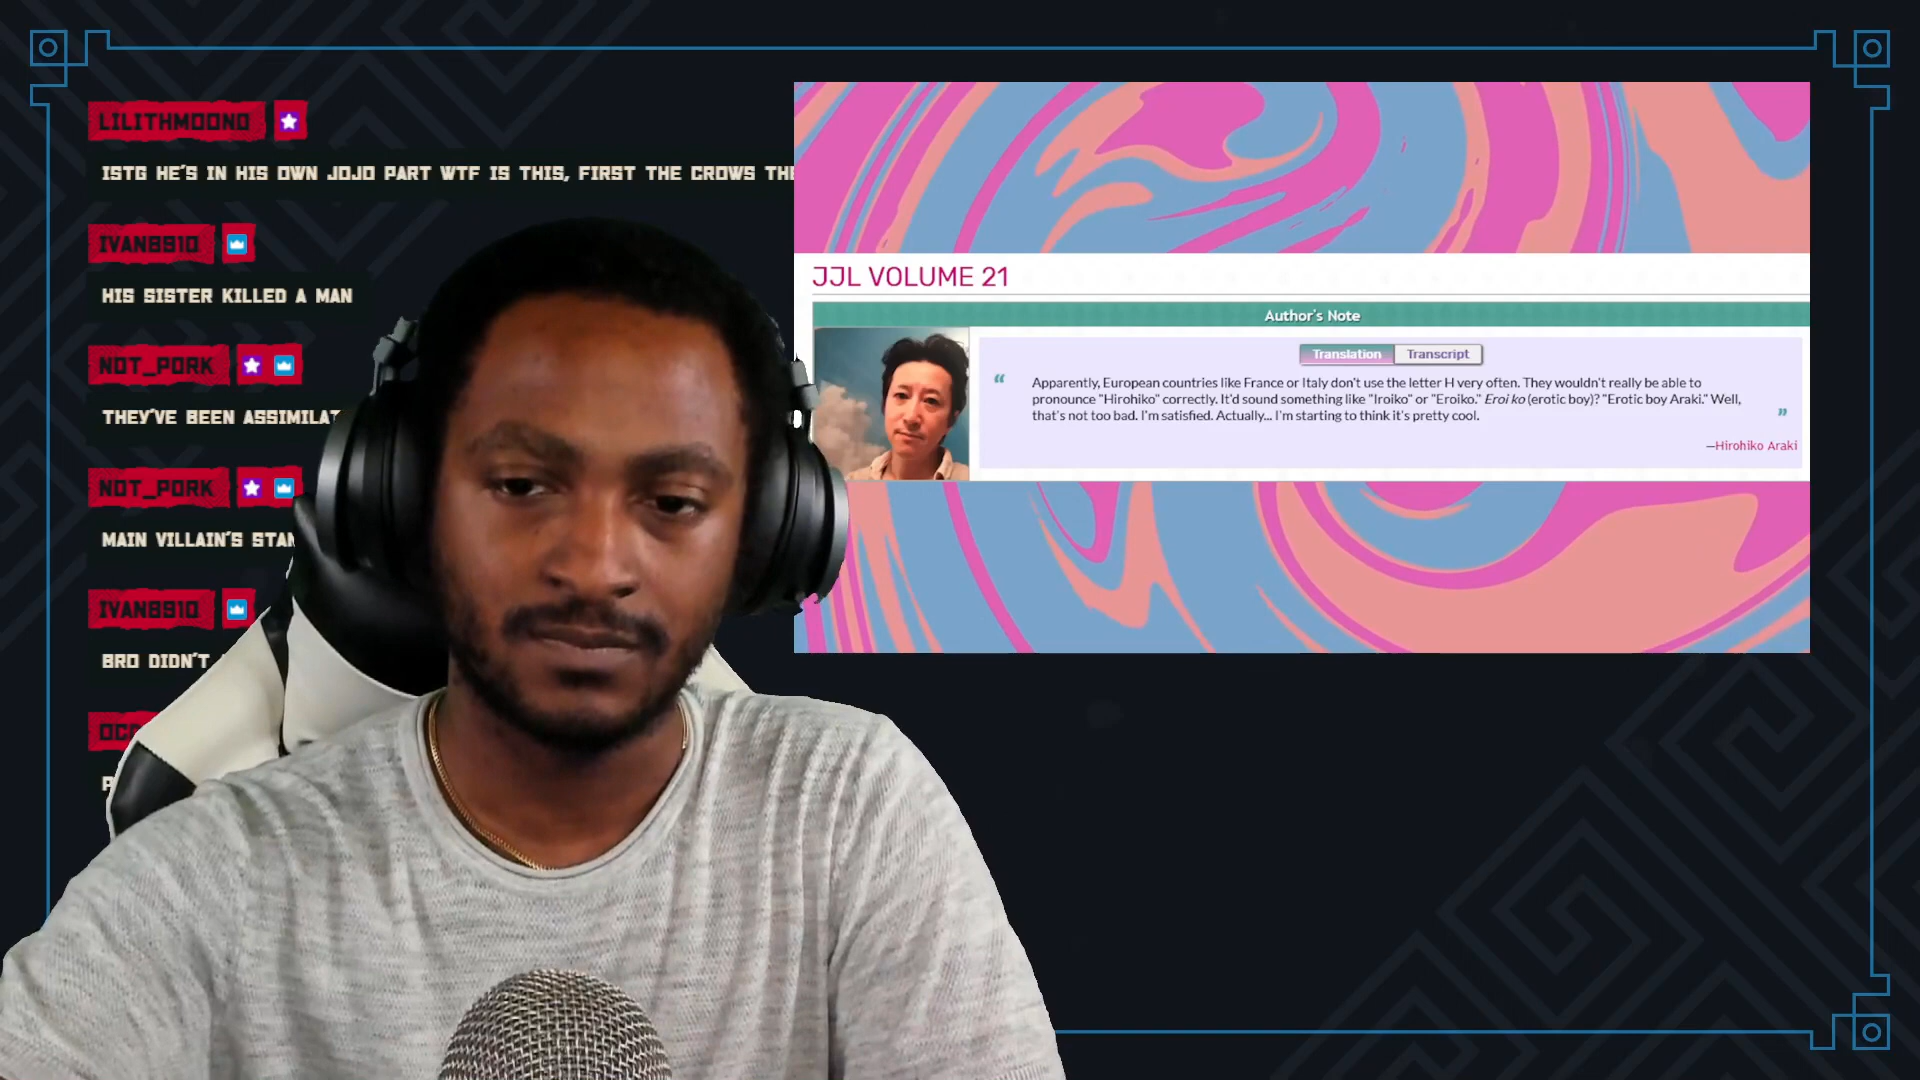 LILITHMOONO
ISTG HE'S IN HIS OWN JOJO PART WTF IS THIS, FIRST THE CROWS THE
IVAN8910
HIS SISTER KILLED A MAN
NOT_PORK
THEY'VE BEEN ASSIMILAT
NOT_PORK
MAIN VILLAIN'S STAN
IVAN8910
BRO DIDN'T
JJL VOLUME 21
Author's Note
Translation Transcript
“ Apparently, European countries like France or Italy don't use the letter H very often. They wouldn't really be able to
pronounce "Hirohiko" correctly. It'd sound something like "Iroiko" or "Eroiko." Eroi ko (erotic boy)? "Erotic boy Araki." Well,
that's not too bad. I'm satisfied. Actually... I'm starting to think it's pretty cool. ”
—Hirohiko Araki